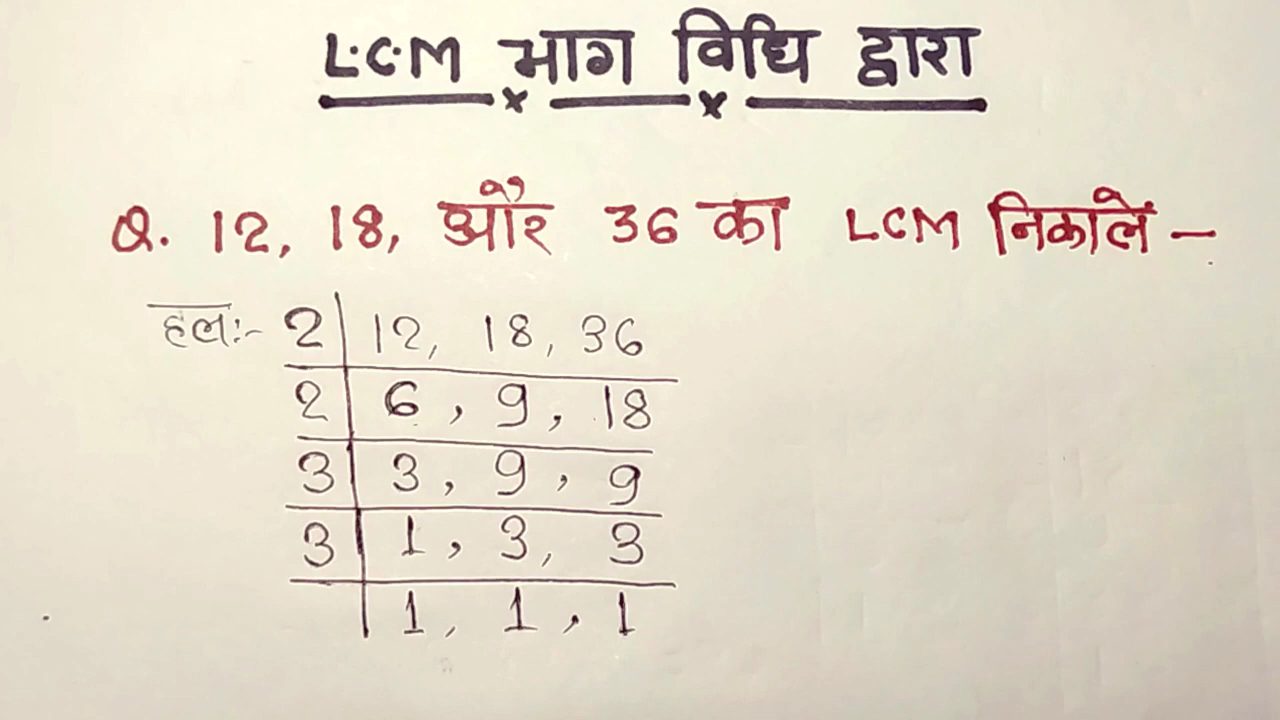 L.C.M भाग विधि द्वारा
Q. 12, 18, और 36 का LCM निकालें -
हलः- 2 | 12, 18, 36
2 | 6, 9, 18
3 | 3, 9, 9
3 | 1, 3, 3
| 1, 1, 1